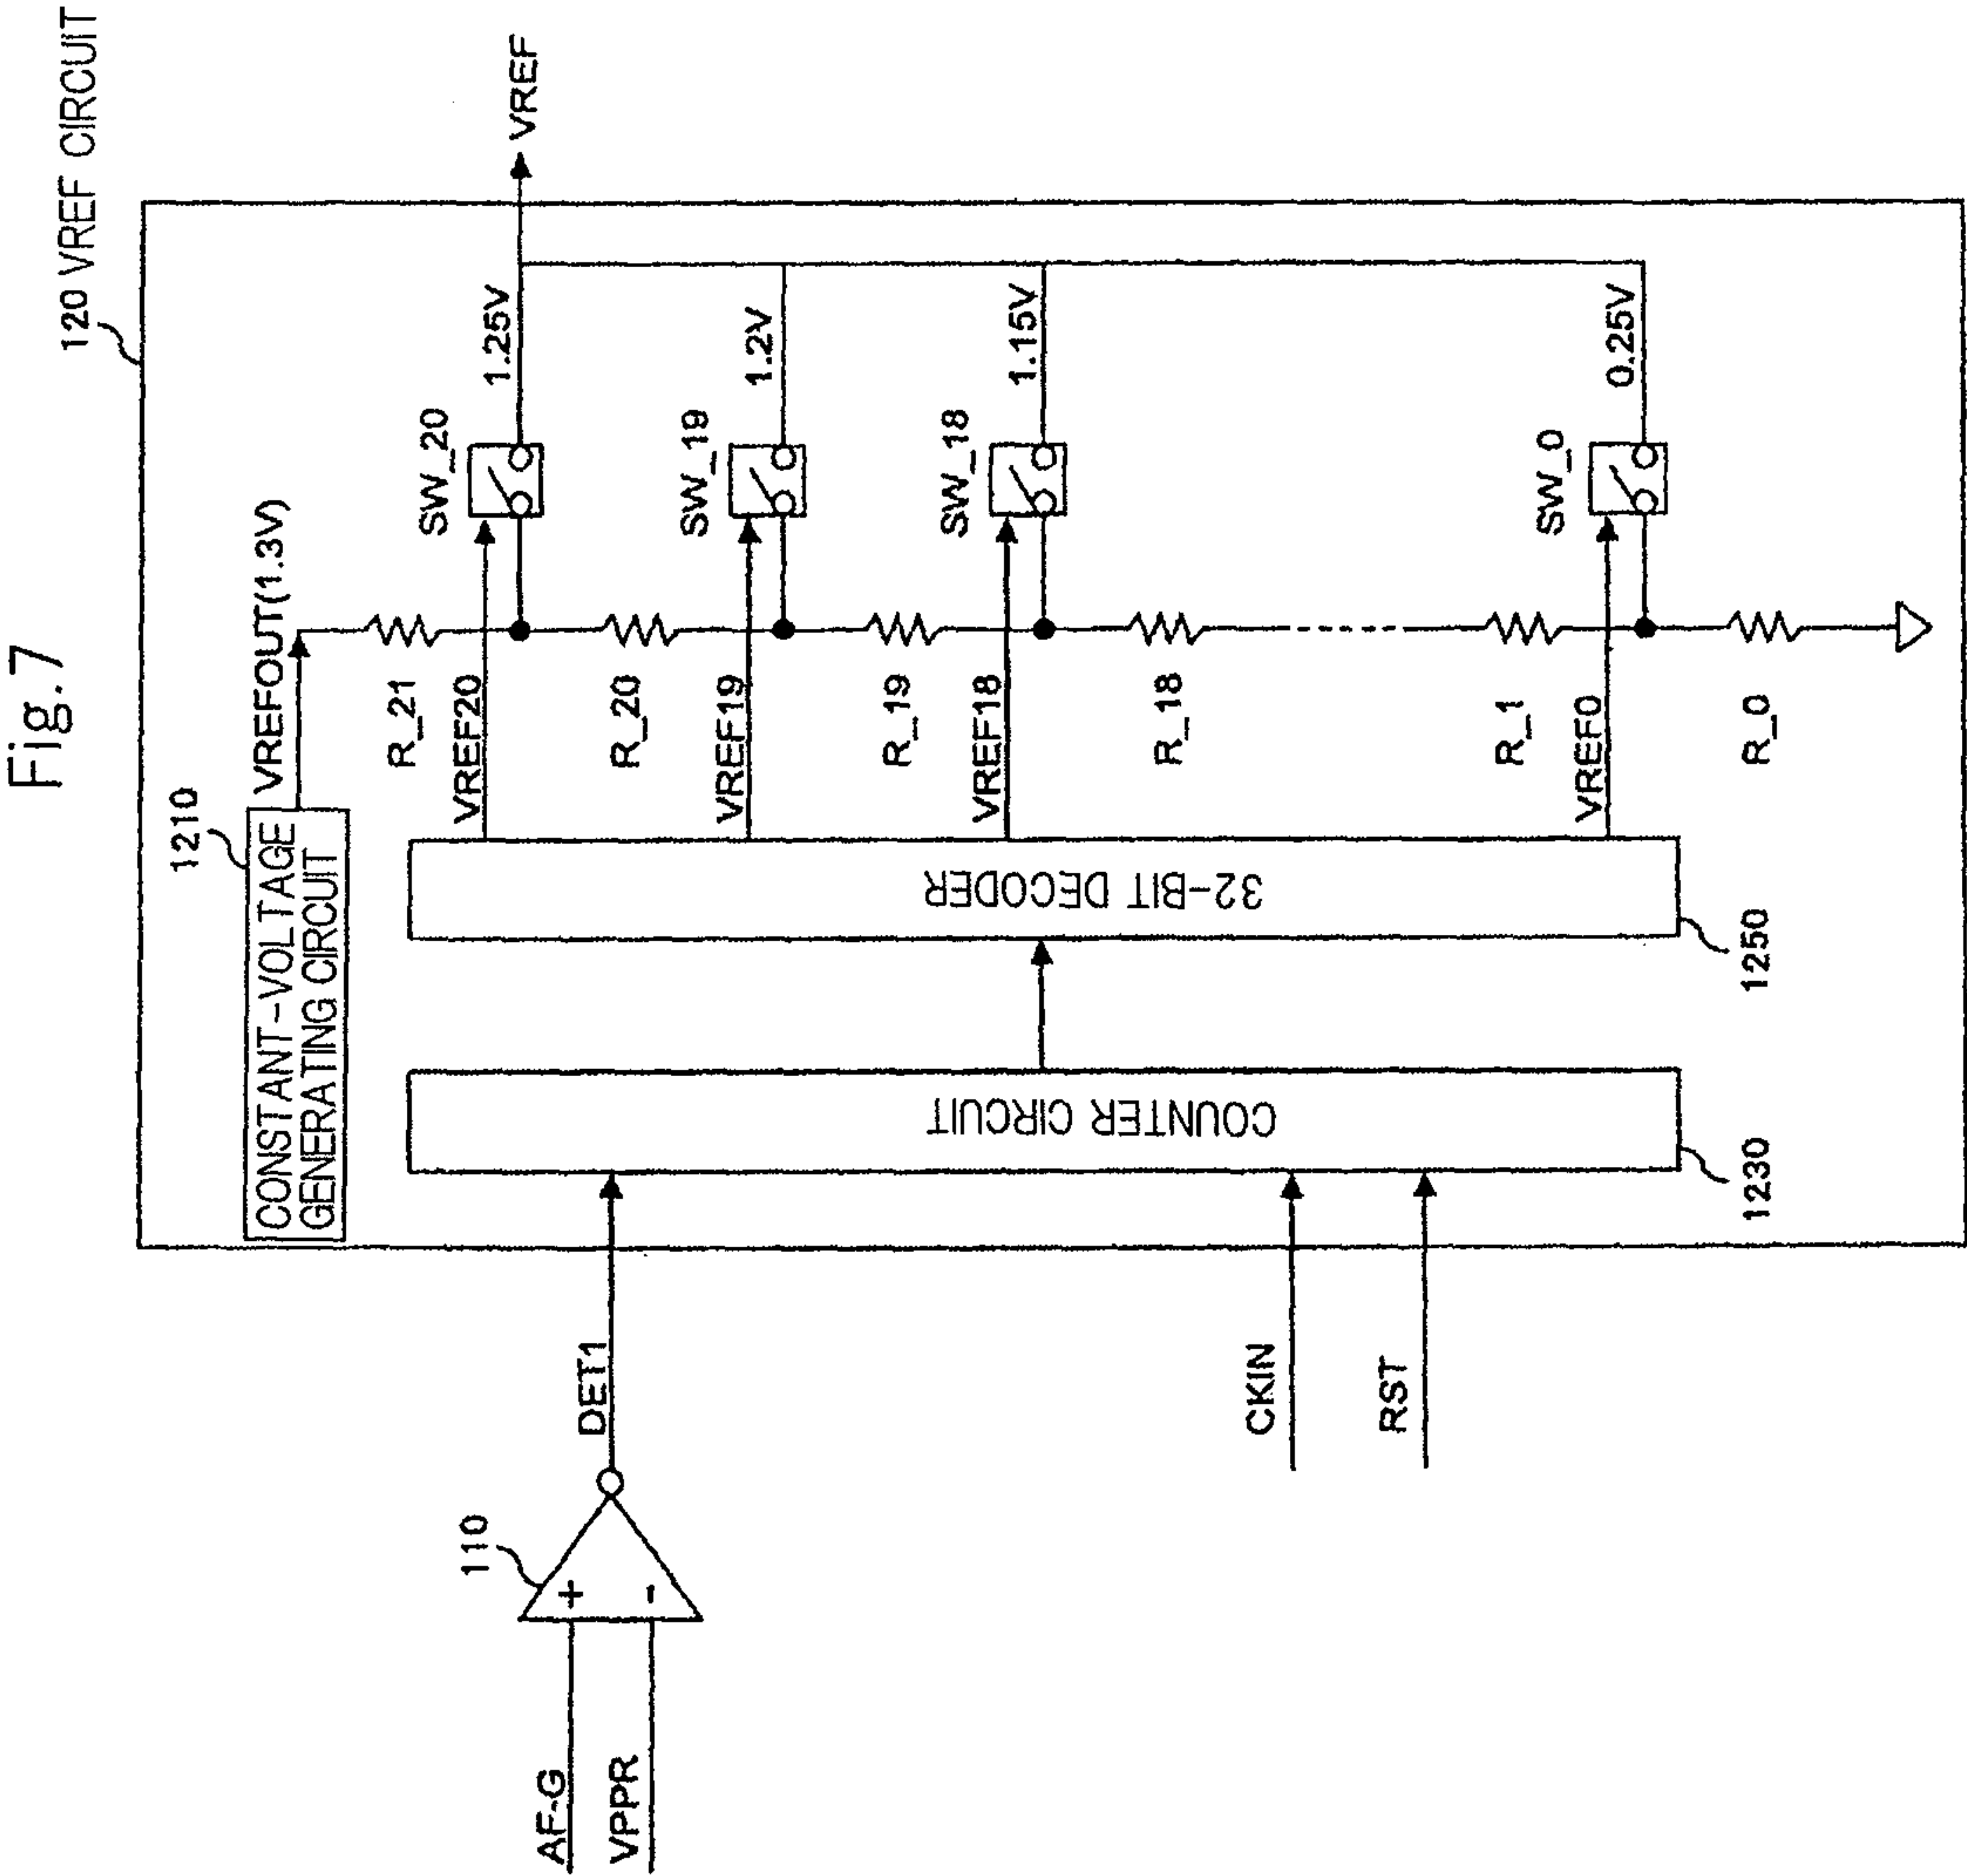 Fig.7
120 VREF CIRCUIT
1210
CONSTANT-VOLTAGE
GENERATING CIRCUIT
VREFOUT(1.3V)
R_21
VREF20
SW_20
1.25V
VREF
R_20
VREF19
SW_19
1.2V
R_19
VREF18
SW_18
1.15V
R_18
R_1
VREF0
SW_0
0.25V
R_0
32-BIT DECODER
1250
COUNTER CIRCUIT
1230
110
+
-
AF-G
VPPR
DET1
CKIN
RST